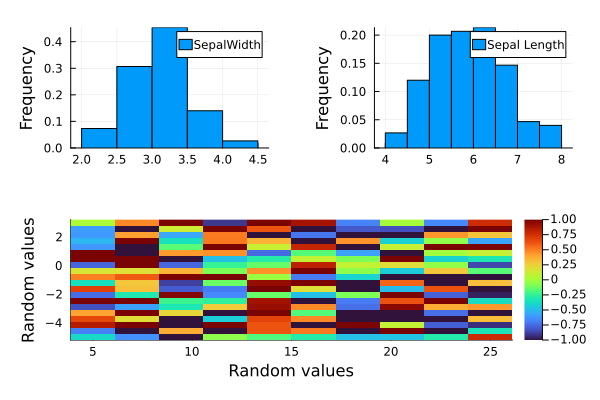 Frequency
0.4
0.3
0.2
0.1
0.0
SepalWidth
2.0 2.5 3.0 3.5 4.0 4.5
Frequency
0.20
0.15
0.10
0.05
0.00
Sepal Length
4 5 6 7 8
Random values
2
0
−2
−4
5 10 15 20 25
Random values
1.00
0.75
0.50
0.25
0
−0.25
−0.50
−0.75
−1.00